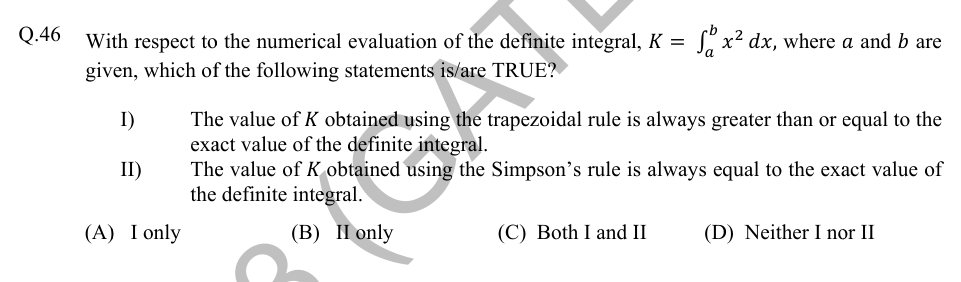 Q.46 With respect to the numerical evaluation of the definite integral, K = ∫ₐᵇ x² dx, where a and b are
given, which of the following statements is/are TRUE?
I) The value of K obtained using the trapezoidal rule is always greater than or equal to the
exact value of the definite integral.
II) The value of K obtained using the Simpson's rule is always equal to the exact value of
the definite integral.
(A) I only (B) II only (C) Both I and II (D) Neither I nor II